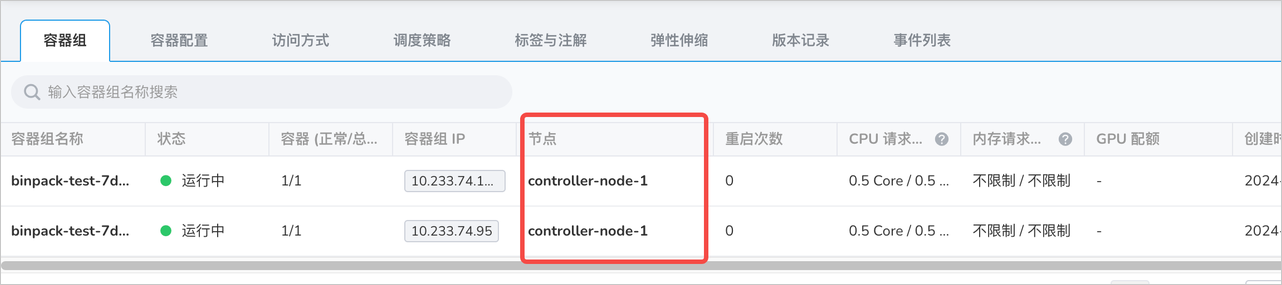 容器组 容器配置 访问方式 调度策略 标签与注解 弹性伸缩 版本记录 事件列表
输入容器组名称搜索
容器组名称 状态 容器 (正常/总... 容器组 IP 节点 重启次数 CPU 请求... 内存请求... GPU 配额 创建时
binpack-test-7d... 运行中 1/1 10.233.74.1... controller-node-1 0 0.5 Core / 0.5 ... 不限制 / 不限制 - 2024-
binpack-test-7d... 运行中 1/1 10.233.74.95 controller-node-1 0 0.5 Core / 0.5 ... 不限制 / 不限制 - 2024-